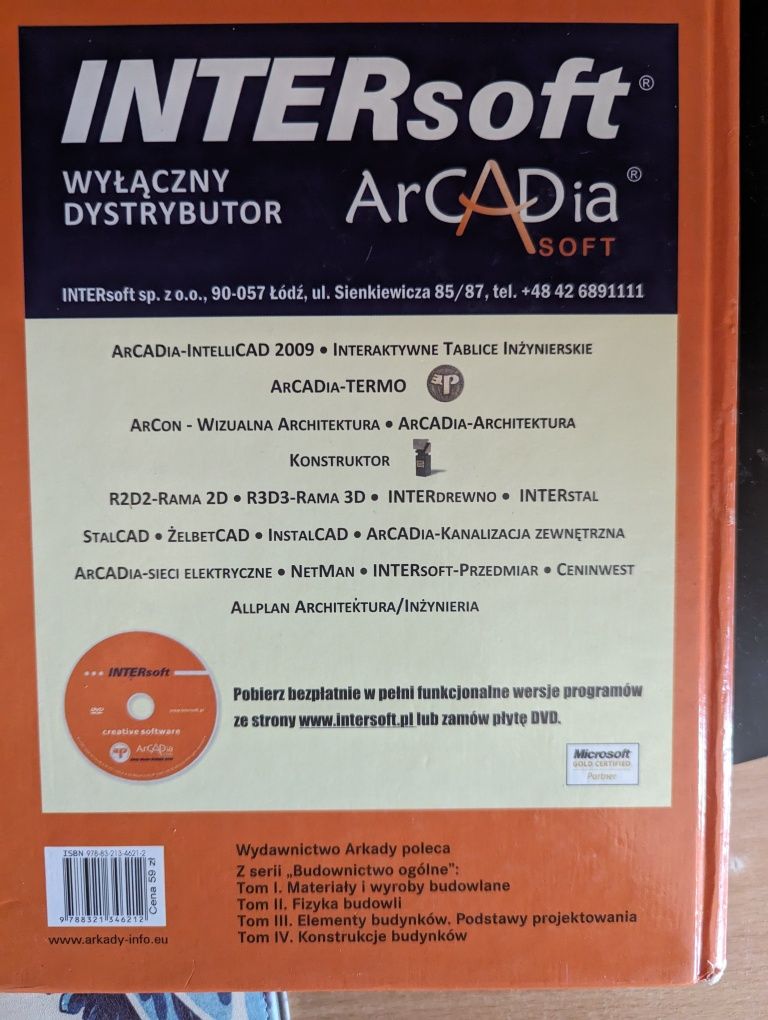 INTERsoft®
WYŁĄCZNY
DYSTRYBUTOR
ArCADia®
SOFT
INTERsoft sp. z o.o., 90-057 Łódź, ul. Sienkiewicza 85/87, tel. +48 42 6891111
ArCADia-IntelliCAD 2009 • Interaktywne Tablice Inżynierskie
ArCADia-TERMO
ArCon - Wizualna Architektura • ArCADia-Architektura
Konstruktor
R2D2-Rama 2D • R3D3-Rama 3D • INTERdrewno • INTERstal
StalCAD • ŻelbetCAD • InstalCAD • ArCADia-Kanalizacja zewnętrzna
ArCADia-sieci elektryczne • NetMan • INTERsoft-Przedmiar • Ceninwest
Allplan Architektura/Inżynieria
INTERsoft
DVD
www.intersoft.pl
creative software
ArCADia
Pobierz bezpłatnie w pełni funkcjonalne wersje programów
ze strony www.intersoft.pl lub zamów płytę DVD.
Microsoft
GOLD CERTIFIED
Partner
ISBN 978-83-213-4621-2
9 788321 346212
Cena 59 zł
www.arkady-info.eu
Wydawnictwo Arkady poleca
Z serii „Budownictwo ogólne”:
Tom I. Materiały i wyroby budowlane
Tom II. Fizyka budowli
Tom III. Elementy budynków. Podstawy projektowania
Tom IV. Konstrukcje budynków